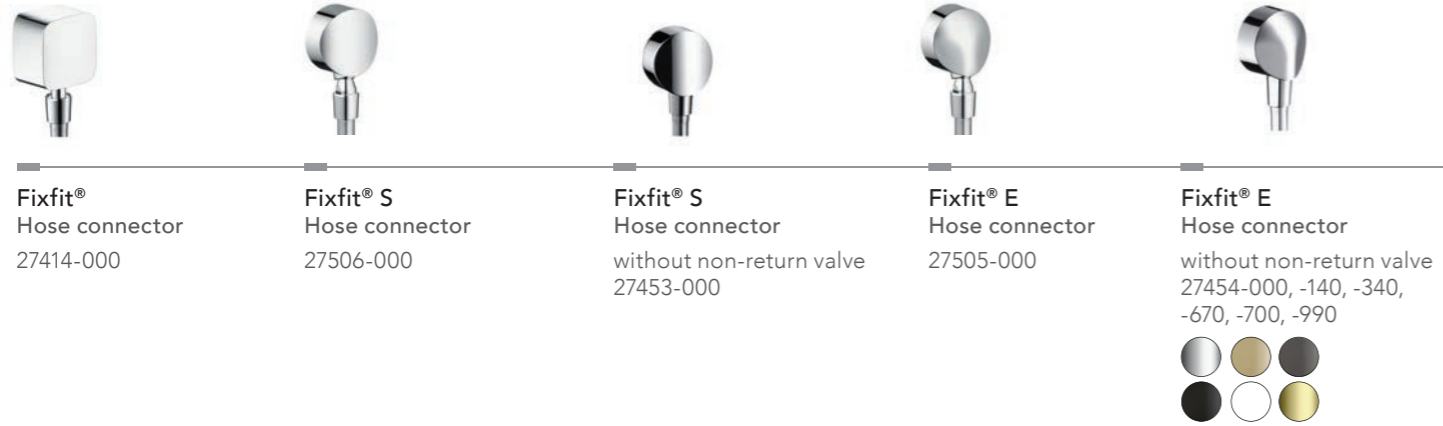 Fixfit®
Hose connector
27414-000
Fixfit® S
Hose connector
27506-000
Fixfit® S
Hose connector
without non-return valve
27453-000
Fixfit® E
Hose connector
27505-000
Fixfit® E
Hose connector
without non-return valve
27454-000, -140, -340,
-670, -700, -990